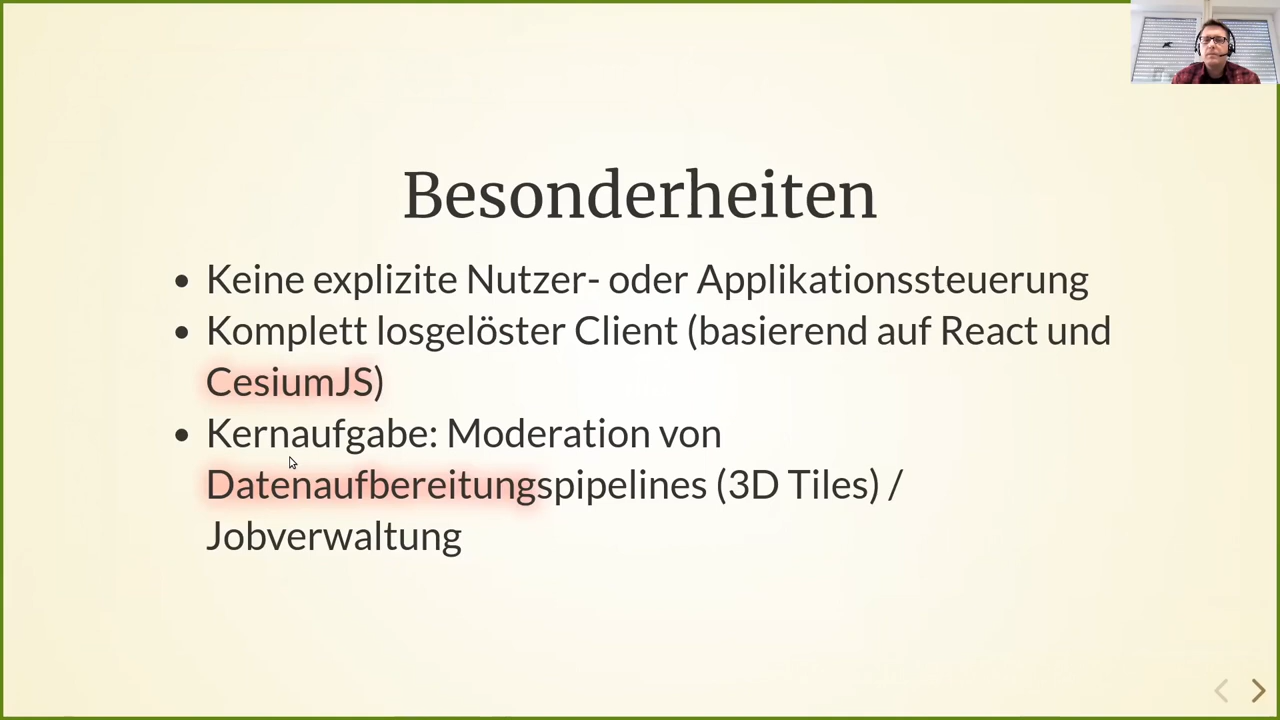 Besonderheiten
• Keine explizite Nutzer- oder Applikationssteuerung
• Komplett losgelöster Client (basierend auf React und
CesiumJS)
• Kernaufgabe: Moderation von
Datenaufbereitungspipelines (3D Tiles) /
Jobverwaltung